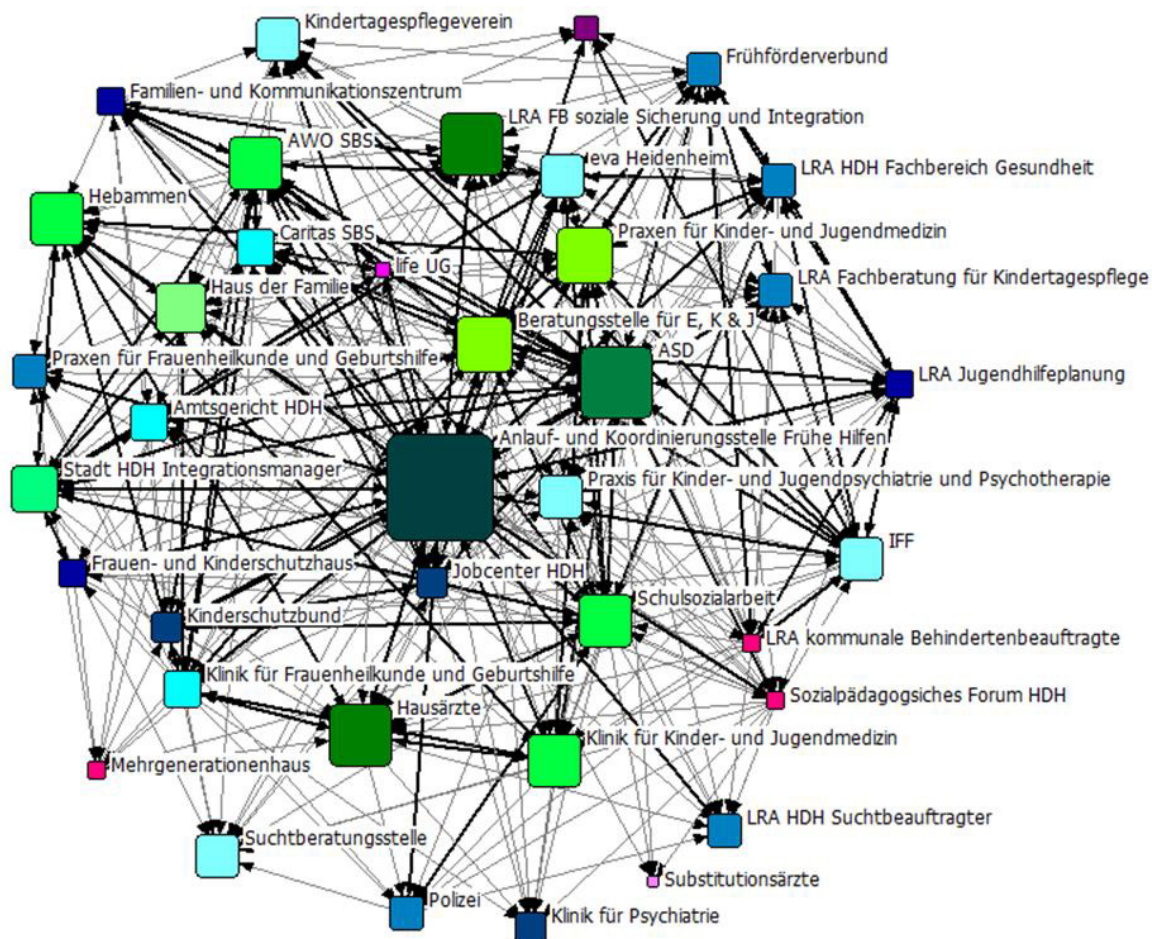 Kindertagespflegeverein
Frühförderverbund
Familien- und Kommunikationszentrum
LRA FB soziale Sicherung und Integration
AWO SBS
eva Heidenheim
LRA HDH Fachbereich Gesundheit
Hebammen
Caritas SBS
Praxen für Kinder- und Jugendmedizin
life UG
LRA Fachberatung für Kindertagespflege
Haus der Familie
Beratungsstelle für E, K & J
Praxen für Frauenheilkunde und Geburtshilfe
ASD
LRA Jugendhilfeplanung
Amtsgericht HDH
Anlauf- und Koordinierungsstelle Frühe Hilfen
Stadt HDH Integrationsmanager
Praxis für Kinder- und Jugendpsychiatrie und Psychotherapie
IFF
Frauen- und Kinderschutzhaus
Jobcenter HDH
Schulsozialarbeit
Kinderschutzbund
LRA kommunale Behindertenbeauftragte
Klinik für Frauenheilkunde und Geburtshilfe
Sozialpädagogsiches Forum HDH
Hausärzte
Klinik für Kinder- und Jugendmedizin
Mehrgenerationenhaus
LRA HDH Suchtbeauftragter
Suchtberatungsstelle
Substitutionsärzte
Polizei
Klinik für Psychiatrie